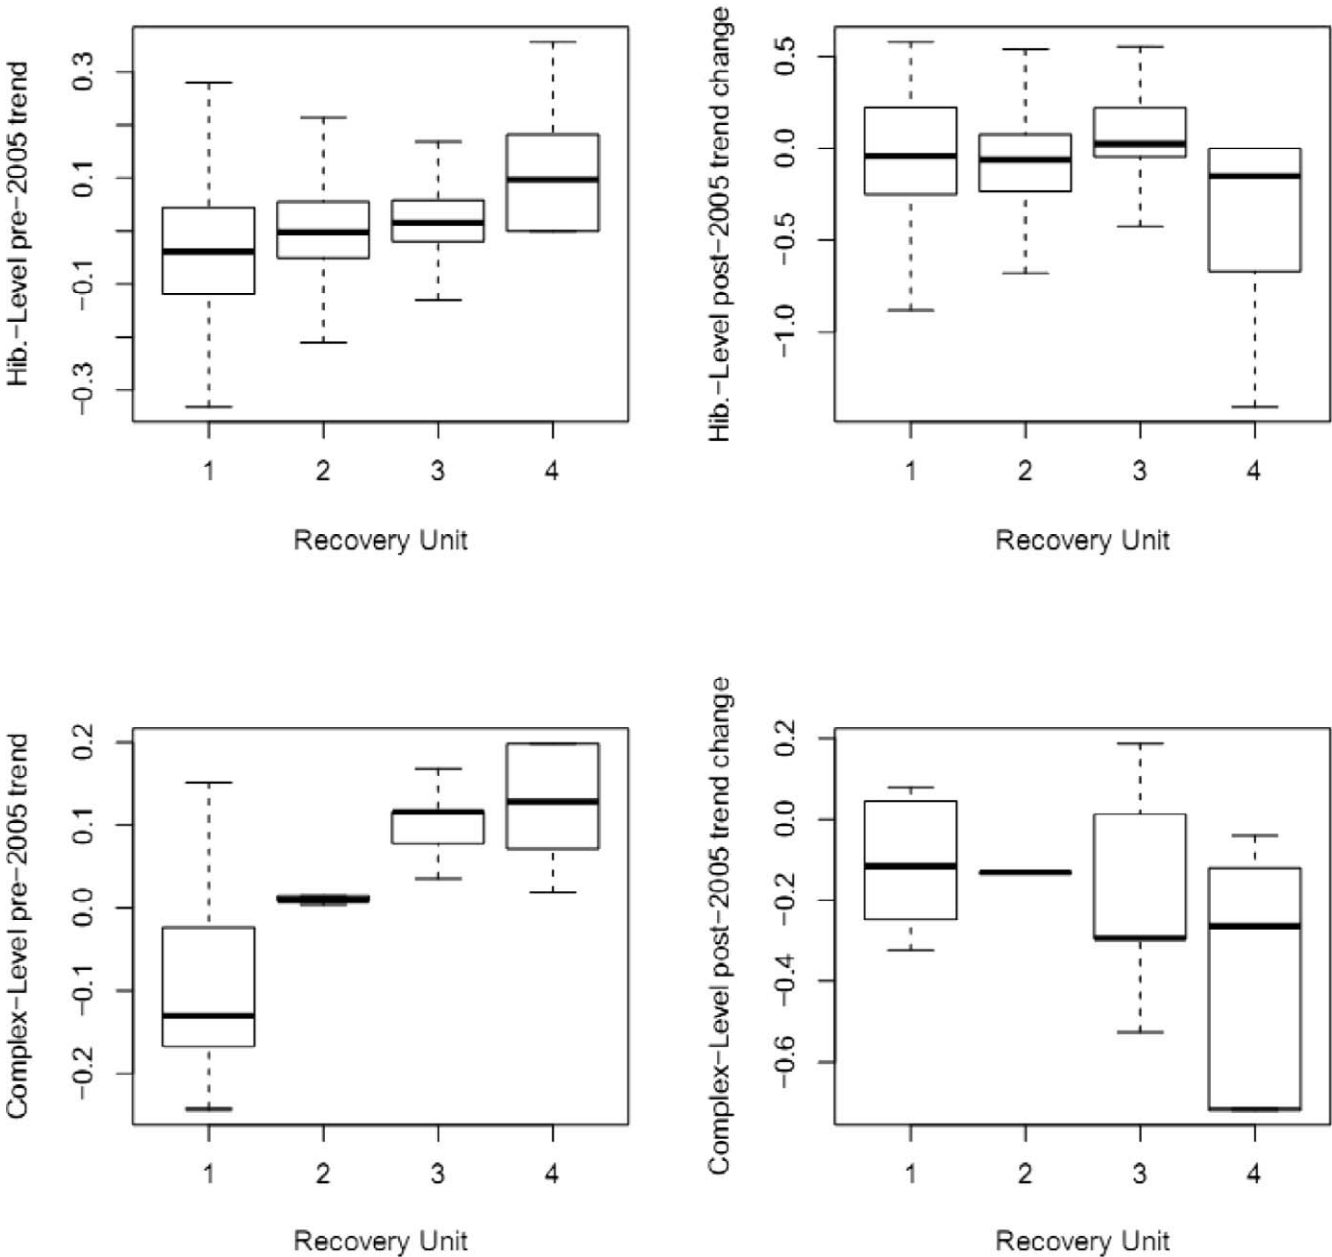 Hib.−Level pre−2005 trend
0.3
0.1
−0.1
−0.3
1 2 3 4
Recovery Unit
Hib.−Level post−2005 trend change
0.5
0.0
−0.5
−1.0
1 2 3 4
Recovery Unit
Complex−Level pre−2005 trend
0.2
0.1
0.0
−0.1
−0.2
1 2 3 4
Recovery Unit
Complex−Level post−2005 trend change
0.2
0.0
−0.2
−0.4
−0.6
1 2 3 4
Recovery Unit